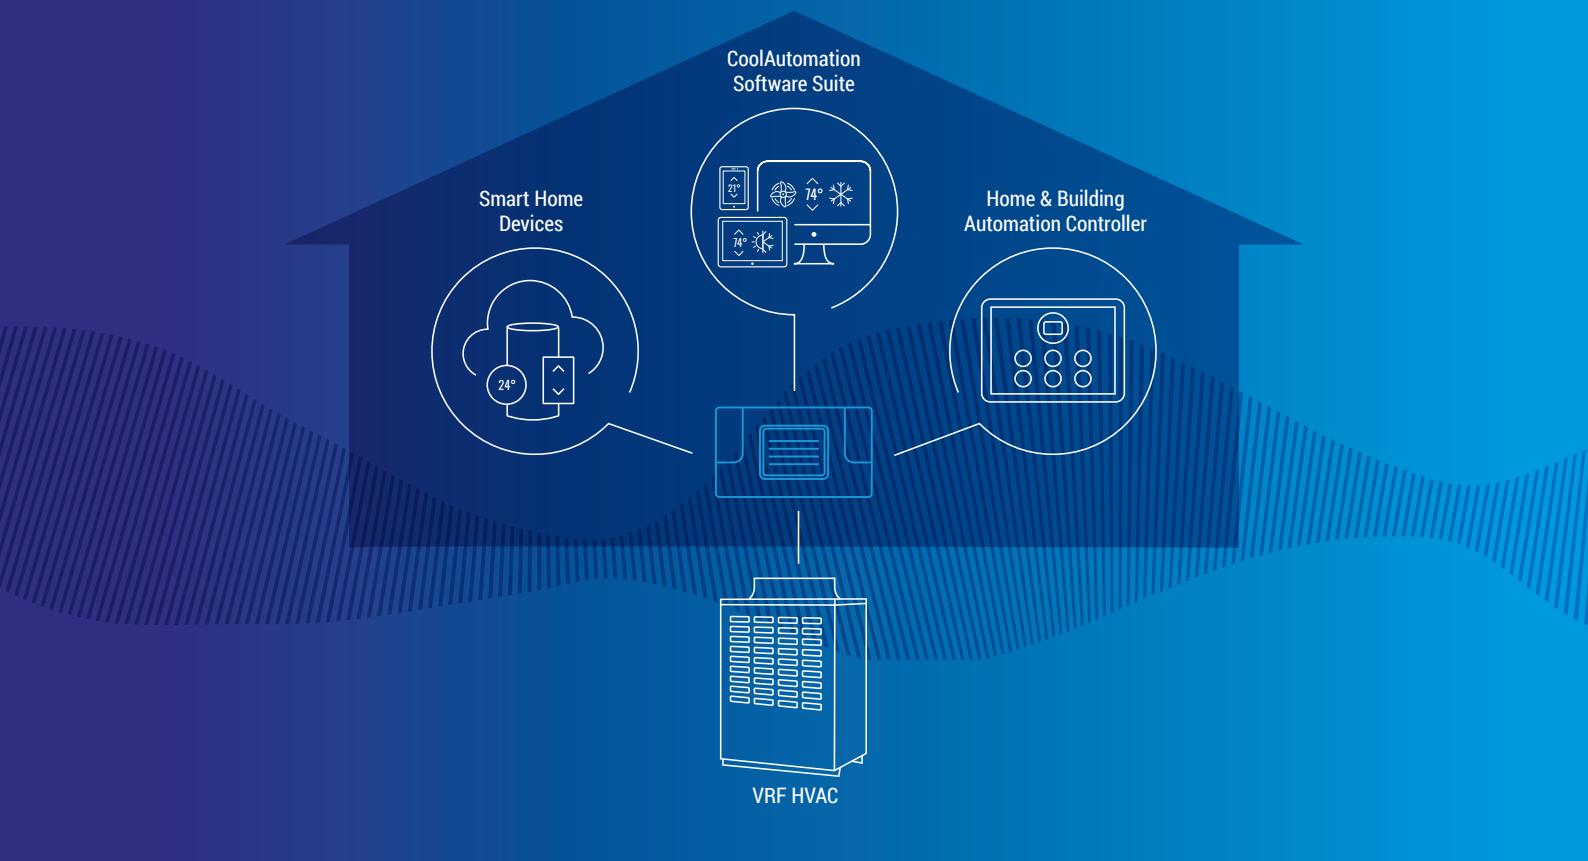 CoolAutomation
Software Suite
21°
74°
74°
Smart Home
Devices
24°
Home & Building
Automation Controller
VRF HVAC